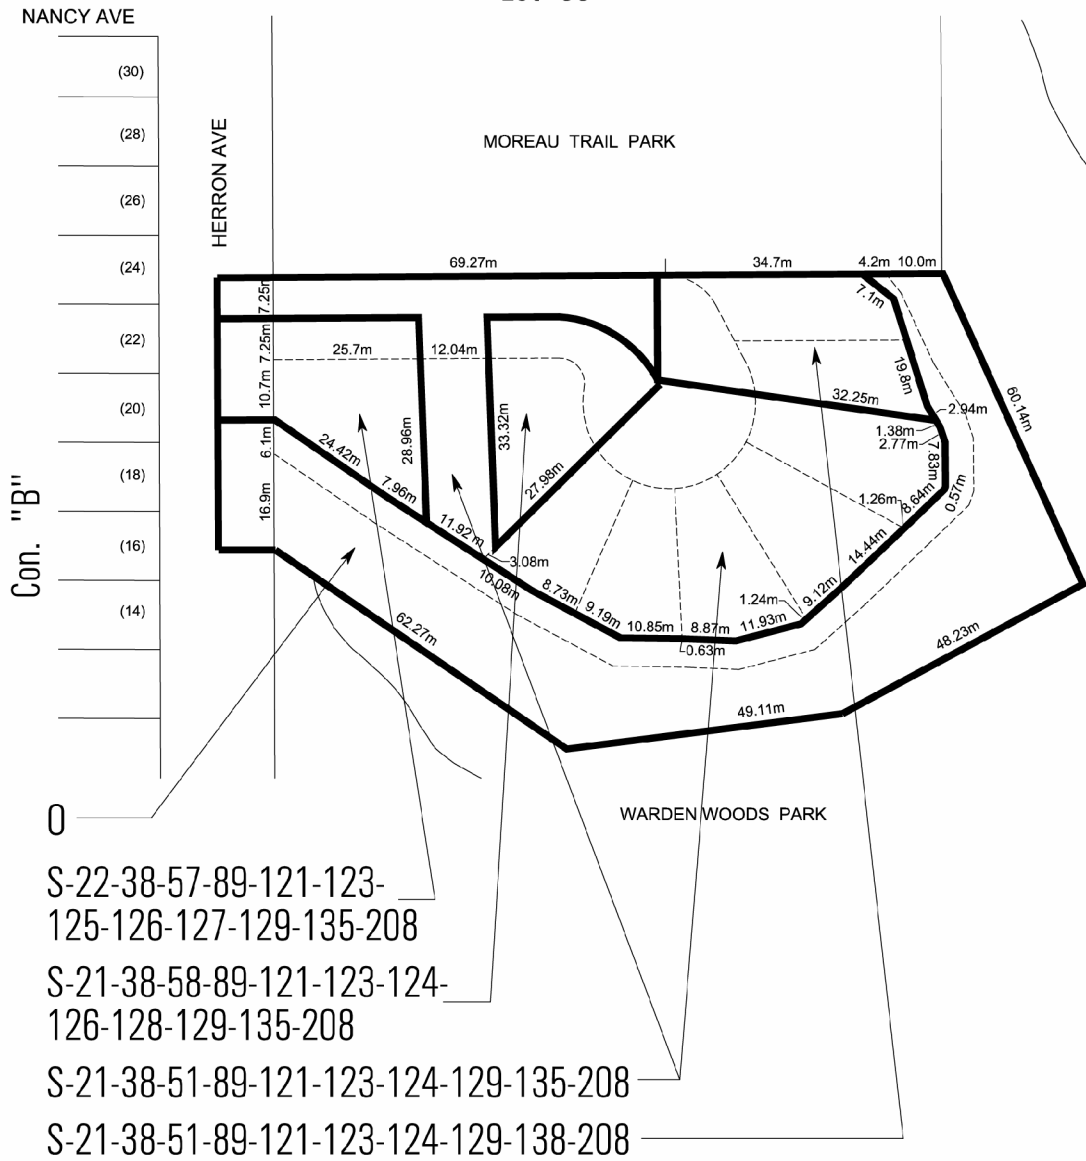 NANCY AVE
(30)
(28)
(26)
(24)
(22)
(20)
(18)
(16)
(14)
Con. "B"
HERRON AVE
MOREAU TRAIL PARK
69.27m
34.7m
4.2m
10.0m
7.25m
7.25m
10.7m
6.1m
16.9m
25.7m
12.04m
28.96m
33.32m
27.98m
7.1m
19.8m
32.25m
2.94m
1.38m
2.77m
7.83m
60.14m
24.42m
7.96m
11.92m
3.08m
10.08m
8.73m
9.19m
10.85m
8.87m
0.63m
11.93m
1.24m
9.12m
14.44m
1.26m
8.64m
0.57m
62.27m
49.11m
48.23m
WARDEN WOODS PARK
O
S-22-38-57-89-121-123-
125-126-127-129-135-208
S-21-38-58-89-121-123-124-
126-128-129-135-208
S-21-38-51-89-121-123-124-129-135-208
S-21-38-51-89-121-123-124-129-138-208